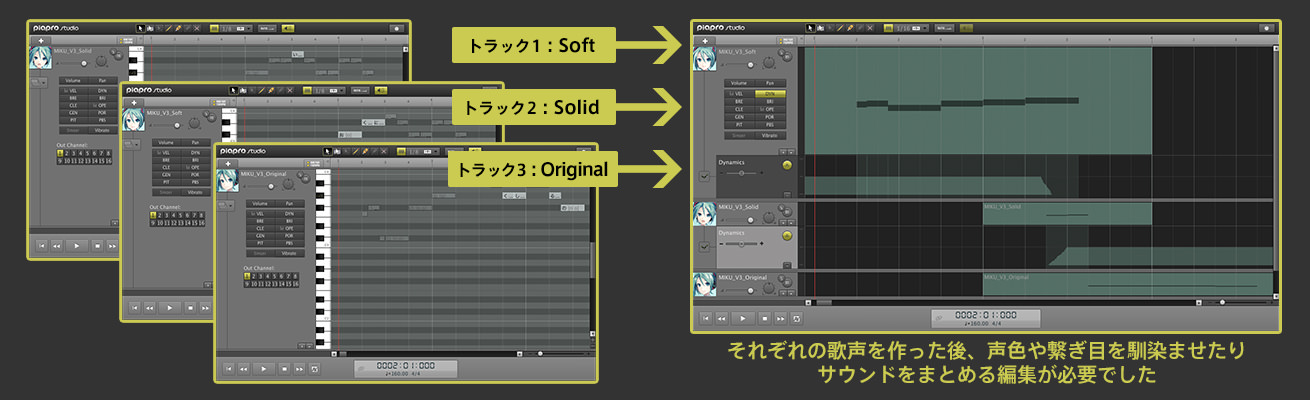 piapro studio
MIKU_V3_Solid
Volume Pan
VEL DYN
BRE BRI
CLE OPE
GEN POR
PIT PBS
Vibrato
Out Channel:
1 2 3 4 5 6 7 8
9 10 11 12 13 14 15 16
piapro studio
MIKU_V3_Soft
Volume Pan
VEL DYN
BRE BRI
CLE OPE
GEN POR
PIT PBS
Vibrato
Out Channel:
1 2 3 4 5 6 7 8
9 10 11 12 13 14 15 16
piapro studio
MIKU_V3_Original
Volume Pan
VEL DYN
BRE BRI
CLE OPE
GEN POR
PIT PBS
Vibrato
Out Channel:
1 2 3 4 5 6 7 8
9 10 11 12 13 14 15 16
0002:01:000
♩=160.00 4/4
トラック1:Soft
トラック2:Solid
トラック3:Original
piapro studio
MIKU_V3_Soft
Volume Pan
VEL DYN
BRE BRI
CLE OPE
GEN POR
PIT PBS
Vibrato
Dynamics
MIKU_V3_Solid
MIKU_V3_Solid
Dynamics
MIKU_V3_Original
MIKU_V3_Original
0002:01:000
♩=160.00 4/4
それぞれの歌声を作った後、声色や繋ぎ目を馴染ませたり
サウンドをまとめる編集が必要でした